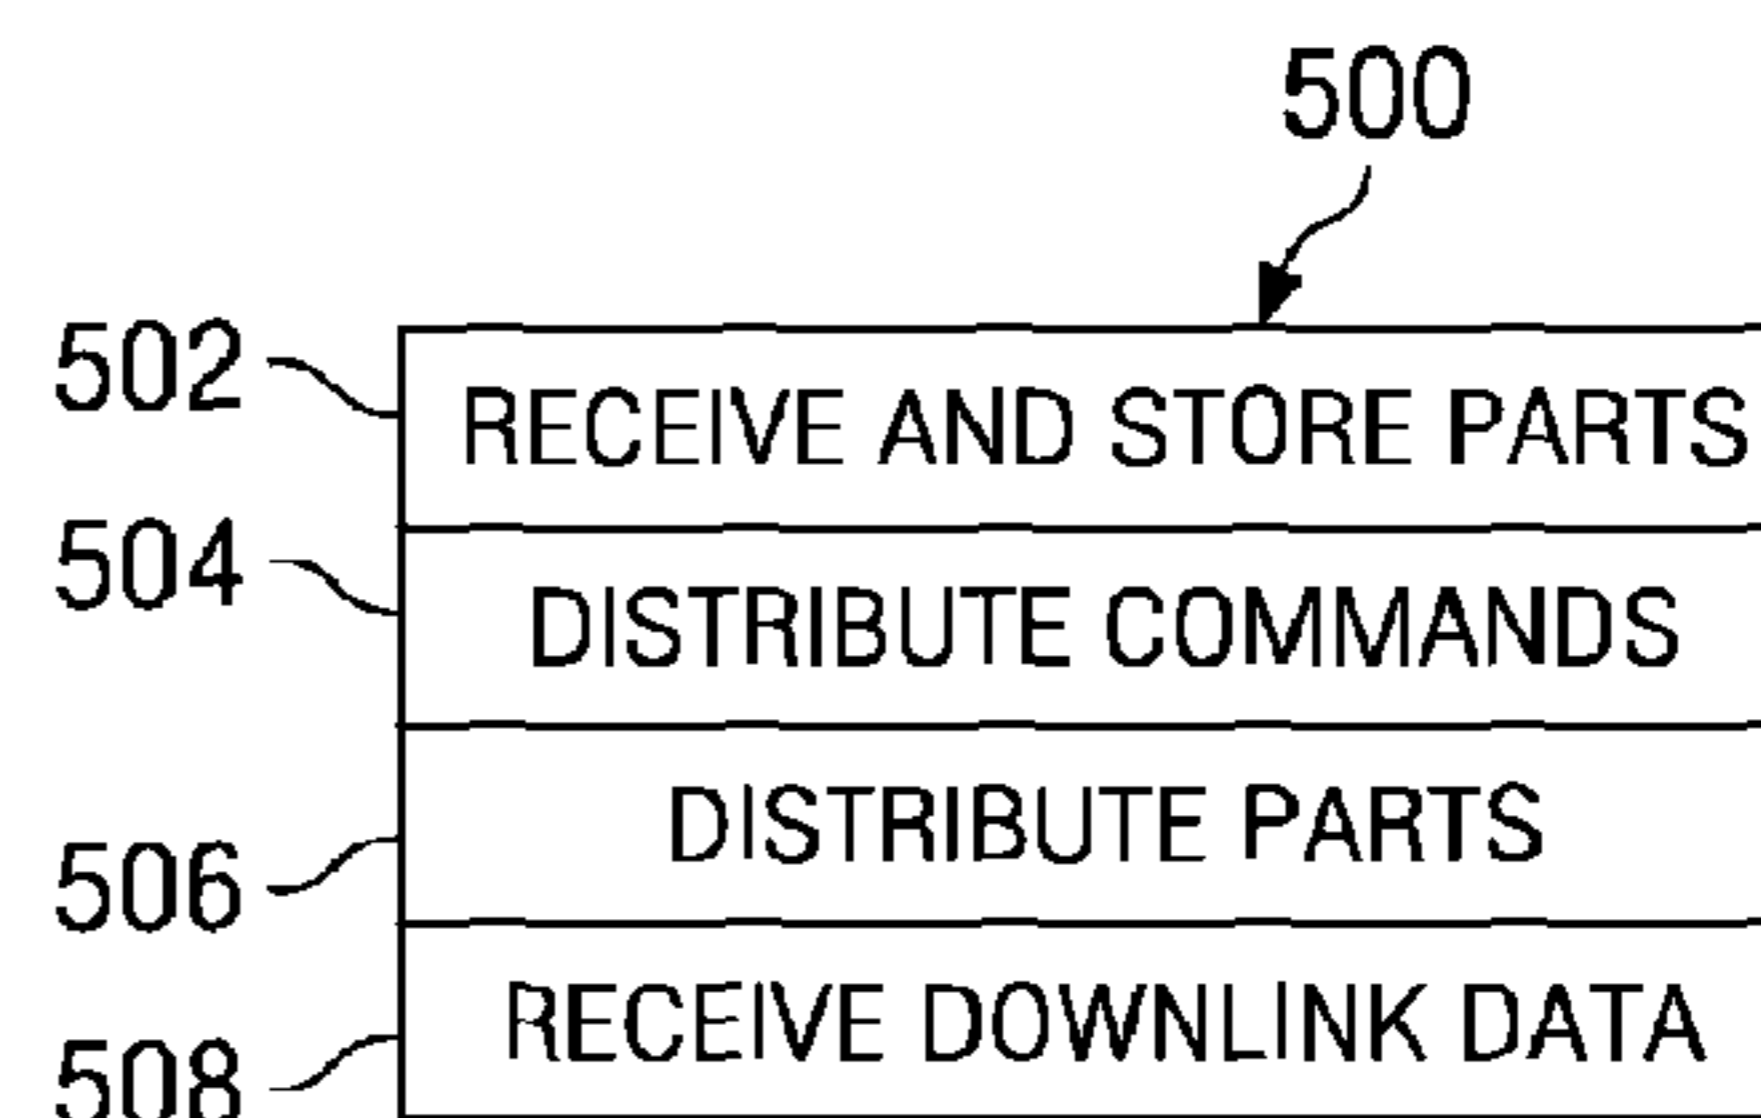 500
502 RECEIVE AND STORE PARTS
504 DISTRIBUTE COMMANDS
506 DISTRIBUTE PARTS
508 RECEIVE DOWNLINK DATA